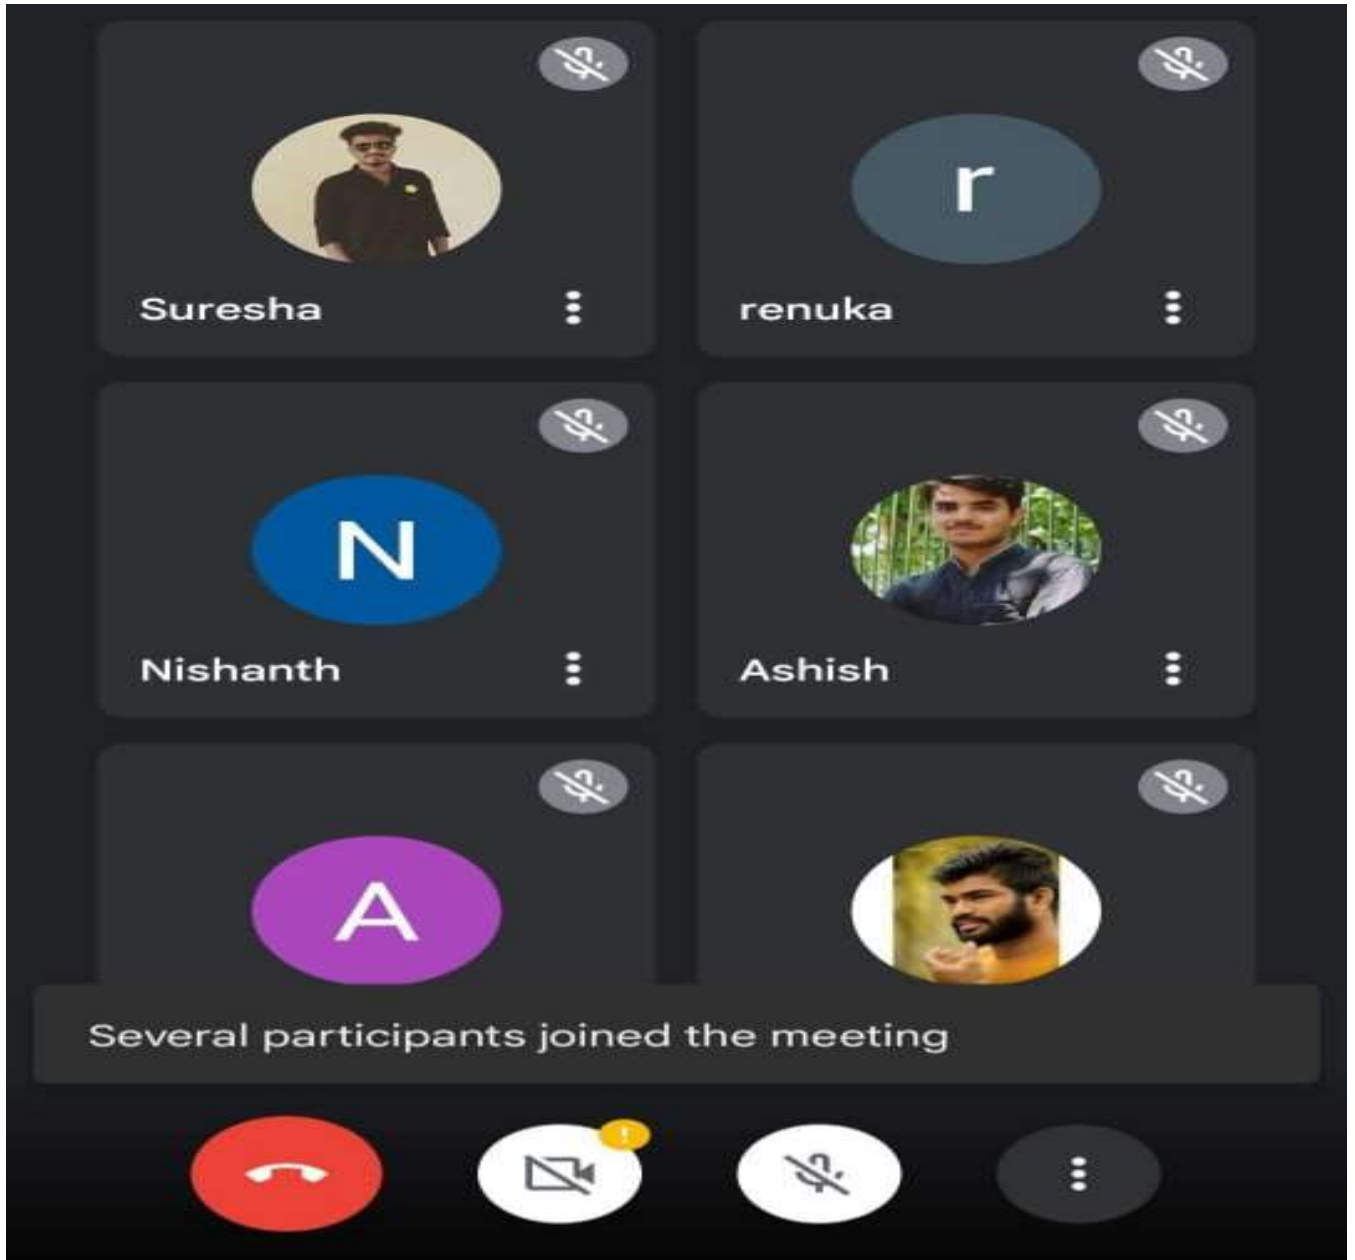 r
Suresha
renuka
N
Nishanth
Ashish
A
Several participants joined the meeting
!